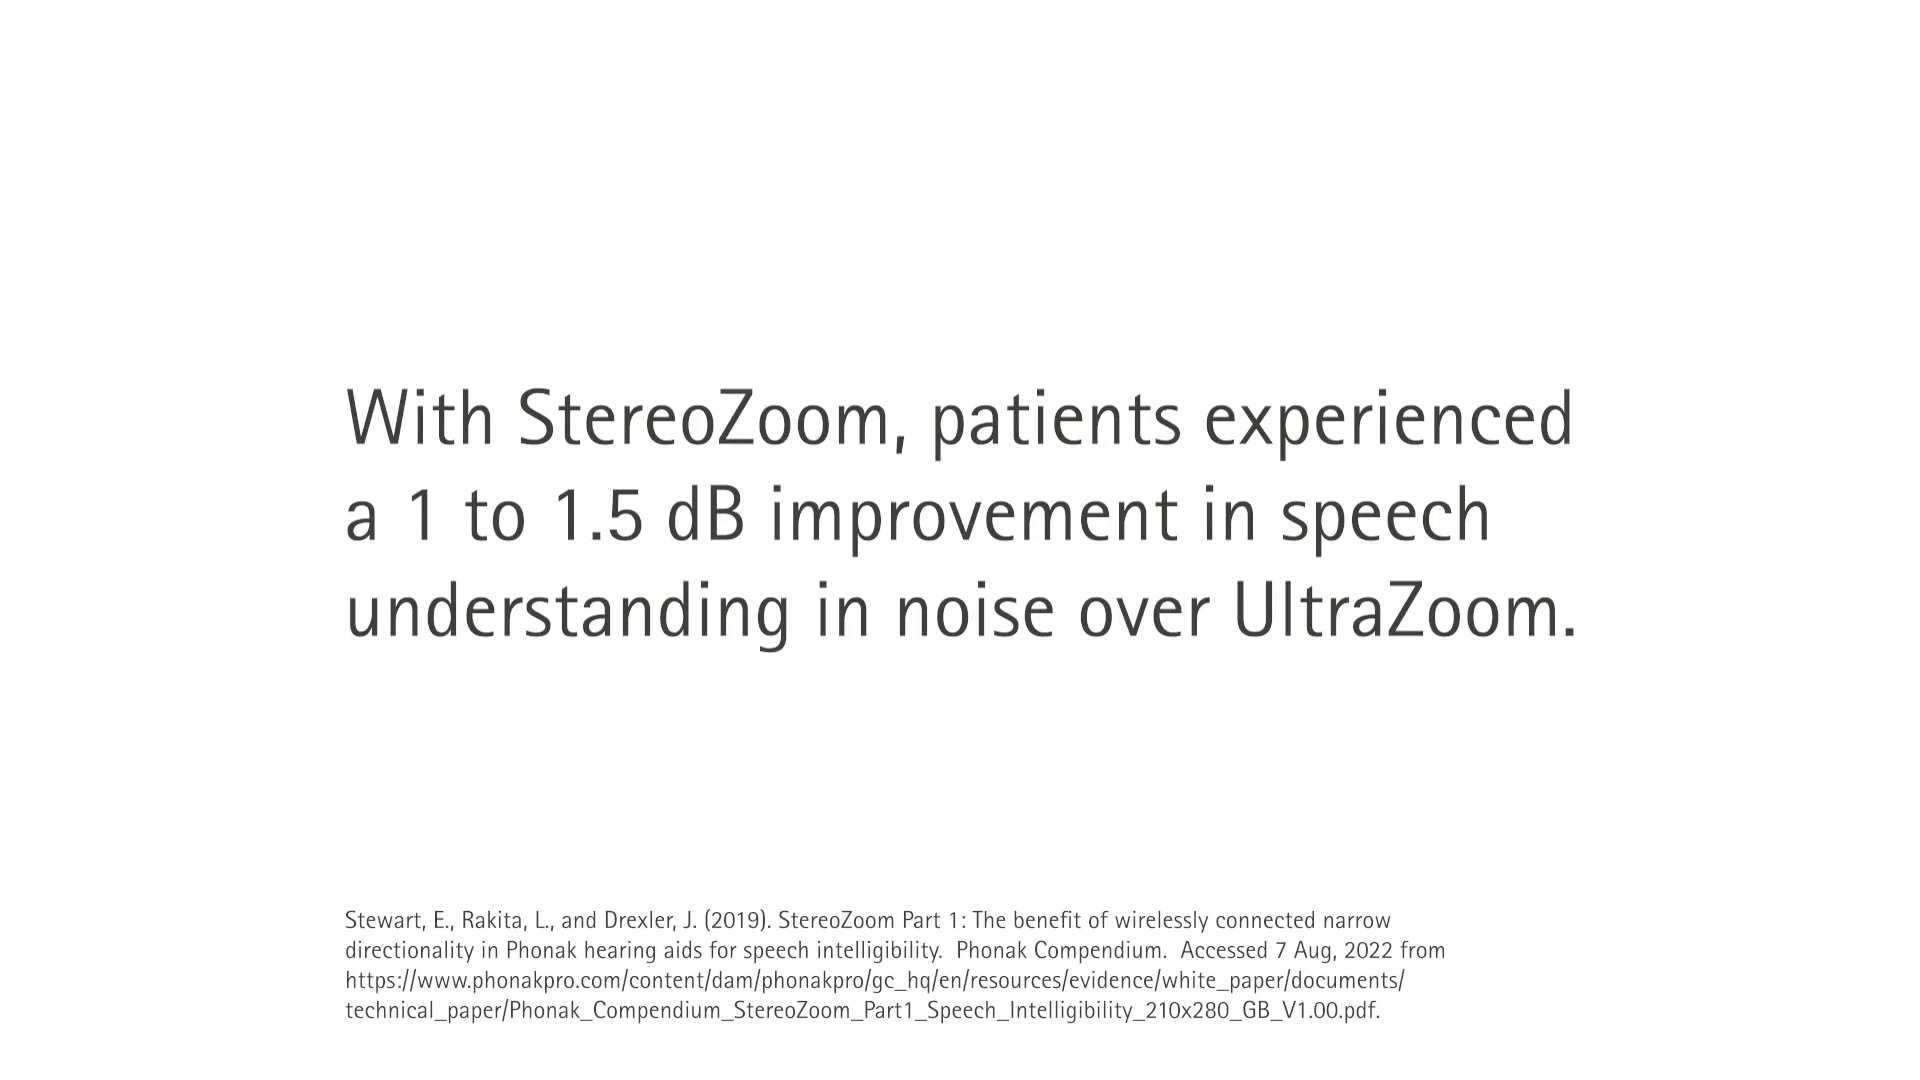 With StereoZoom, patients experienced
a 1 to 1.5 dB improvement in speech
understanding in noise over UltraZoom.
Stewart, E., Rakita, L., and Drexler, J. (2019). StereoZoom Part 1: The benefit of wirelessly connected narrow
directionality in Phonak hearing aids for speech intelligibility.  Phonak Compendium.  Accessed 7 Aug, 2022 from
https://www.phonakpro.com/content/dam/phonakpro/gc_hq/en/resources/evidence/white_paper/documents/
technical_paper/Phonak_Compendium_StereoZoom_Part1_Speech_Intelligibility_210x280_GB_V1.00.pdf.